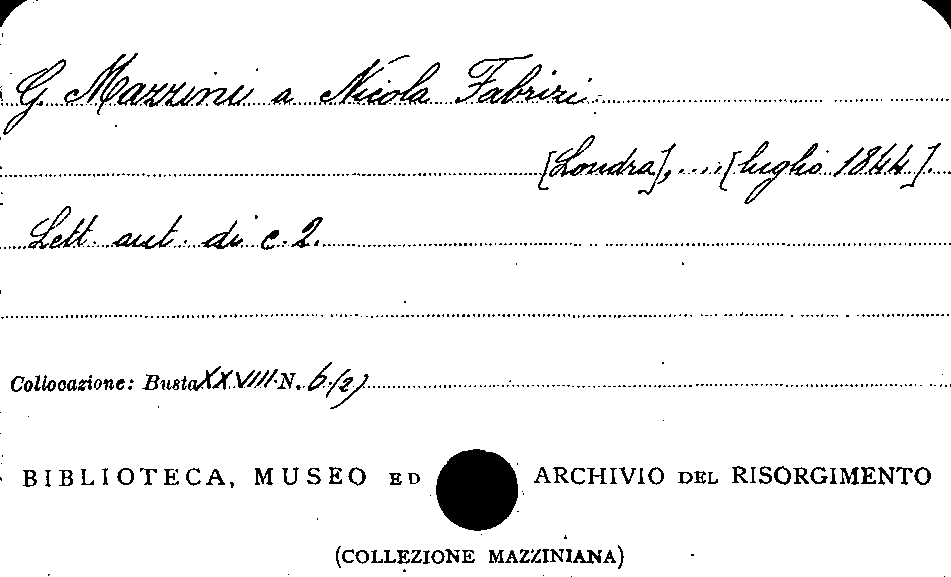 G. Mazzini a Nicola Fabrizi.
[Londra], .... [luglio 1844].
Lett. aut. di c. 2.
Collocazione: Busta XXVIII N. 6.(2)
BIBLIOTECA, MUSEO ED ARCHIVIO DEL RISORGIMENTO
(COLLEZIONE MAZZINIANA)